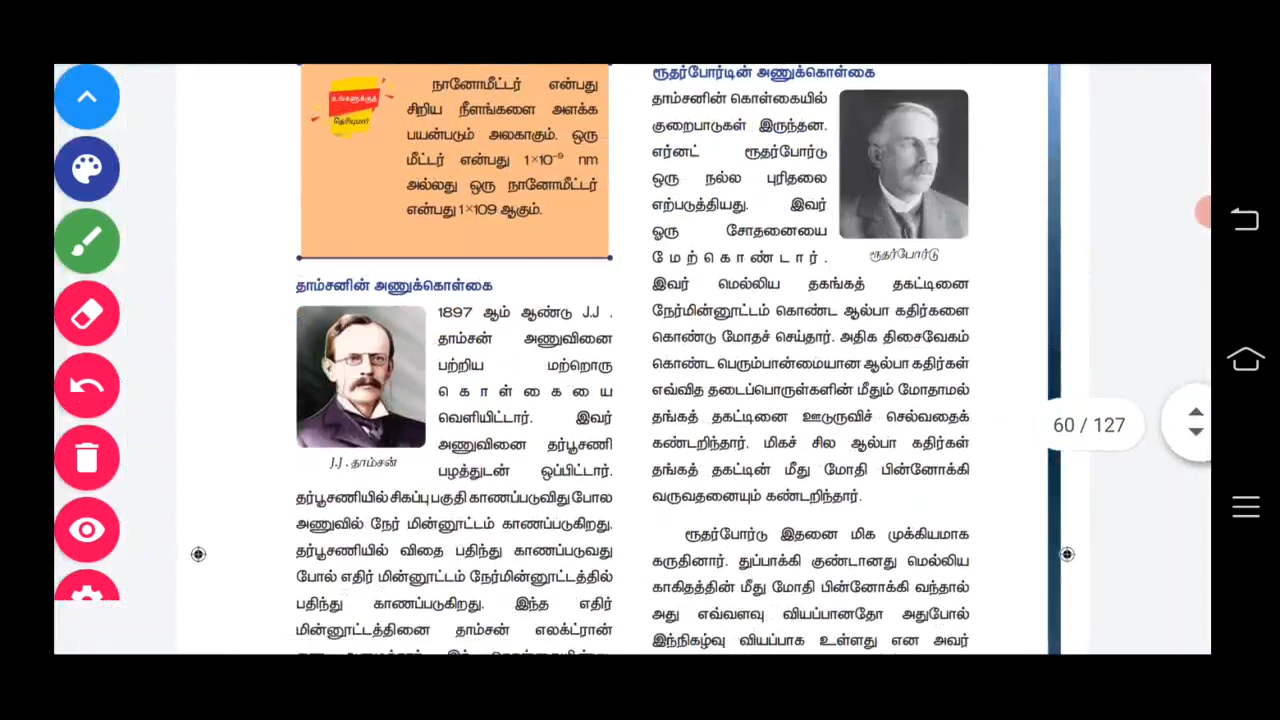 உங்களுக்குத்
தெரியுமா?
நானோமீட்டர் என்பது
சிறிய நீளங்களை அளக்க
பயன்படும் அலகாகும். ஒரு
மீட்டர் என்பது 1×10⁻⁹ nm
அல்லது ஒரு நானோமீட்டர்
என்பது 1×109 ஆகும்.
தாம்சனின் அணுக்கொள்கை
1897 ஆம் ஆண்டு J.J .
தாம்சன் அணுவினை
பற்றிய மற்றொரு
கொள்கையை
வெளியிட்டார். இவர்
அணுவினை தர்பூசணி
பழத்துடன் ஒப்பிட்டார்.
J.J . தாம்சன்
தர்பூசணியில் சிகப்பு பகுதி காணப்படுவிது போல
அணுவில் நேர் மின்னூட்டம் காணப்படுகிறது.
தர்பூசணியில் விதை பதிந்து காணப்படுவது
போல் எதிர் மின்னூட்டம் நேர்மின்னூட்டத்தில்
பதிந்து காணப்படுகிறது. இந்த எதிர்
மின்னூட்டத்தினை தாம்சன் எலக்ட்ரான்
ரூதர்போர்டின் அணுக்கொள்கை
தாம்சனின் கொள்கையில்
குறைபாடுகள் இருந்தன.
எர்னட் ரூதர்போர்டு
ஒரு நல்ல புரிதலை
எற்படுத்தியது. இவர்
ஓரு சோதனையை
மேற்கொண்டார்.
ரூதர்போர்டு
இவர் மெல்லிய தகங்கத் தகட்டினை
நேர்மின்னூட்டம் கொண்ட ஆல்பா கதிர்களை
கொண்டு மோதச் செய்தார். அதிக திசைவேகம்
கொண்ட பெரும்பான்மையான ஆல்பா கதிர்கள்
எவ்வித தடைப்பொருள்களின் மீதும் மோதாமல்
தங்கத் தகட்டினை ஊடுருவிச் செல்வதைக்
கண்டறிந்தார். மிகச் சில ஆல்பா கதிர்கள்
தங்கத் தகட்டின் மீது மோதி பின்னோக்கி
வருவதனையும் கண்டறிந்தார்.
ரூதர்போர்டு இதனை மிக முக்கியமாக
கருதினார். துப்பாக்கி குண்டானது மெல்லிய
காகிதத்தின் மீது மோதி பின்னோக்கி வந்தால்
அது எவ்வளவு வியப்பானதோ அதுபோல்
இந்நிகழ்வு வியப்பாக உள்ளது என அவர்
60 / 127